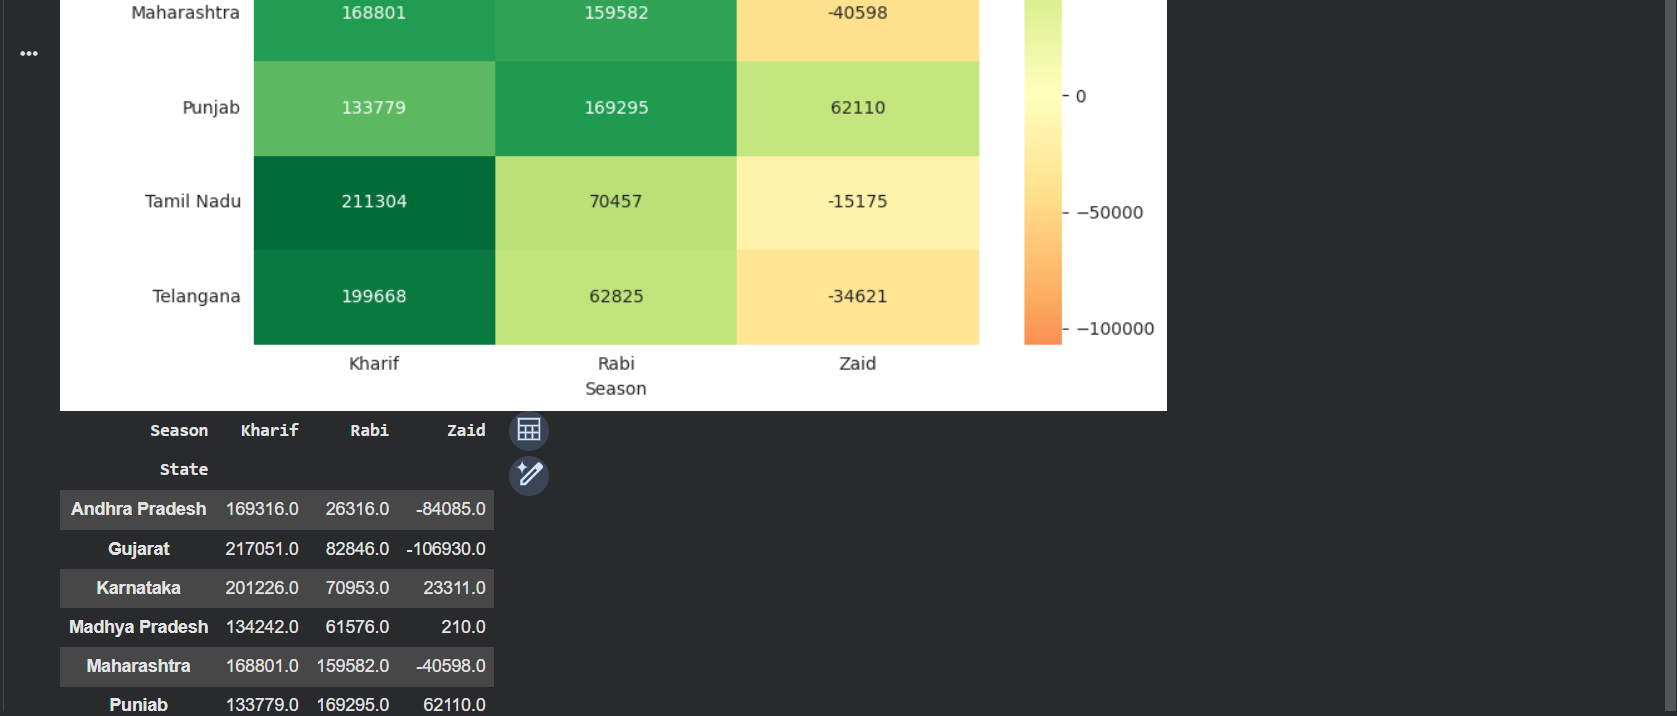 Maharashtra 168801 159582 -40598
0
Punjab 133779 169295 62110
Tamil Nadu 211304 70457 -15175
−50000
Telangana 199668 62825 -34621
−100000
Kharif Rabi Zaid
Season
Season Kharif Rabi Zaid
State
Andhra Pradesh 169316.0 26316.0 -84085.0
Gujarat 217051.0 82846.0 -106930.0
Karnataka 201226.0 70953.0 23311.0
Madhya Pradesh 134242.0 61576.0 210.0
Maharashtra 168801.0 159582.0 -40598.0
Punjab 133779.0 169295.0 62110.0